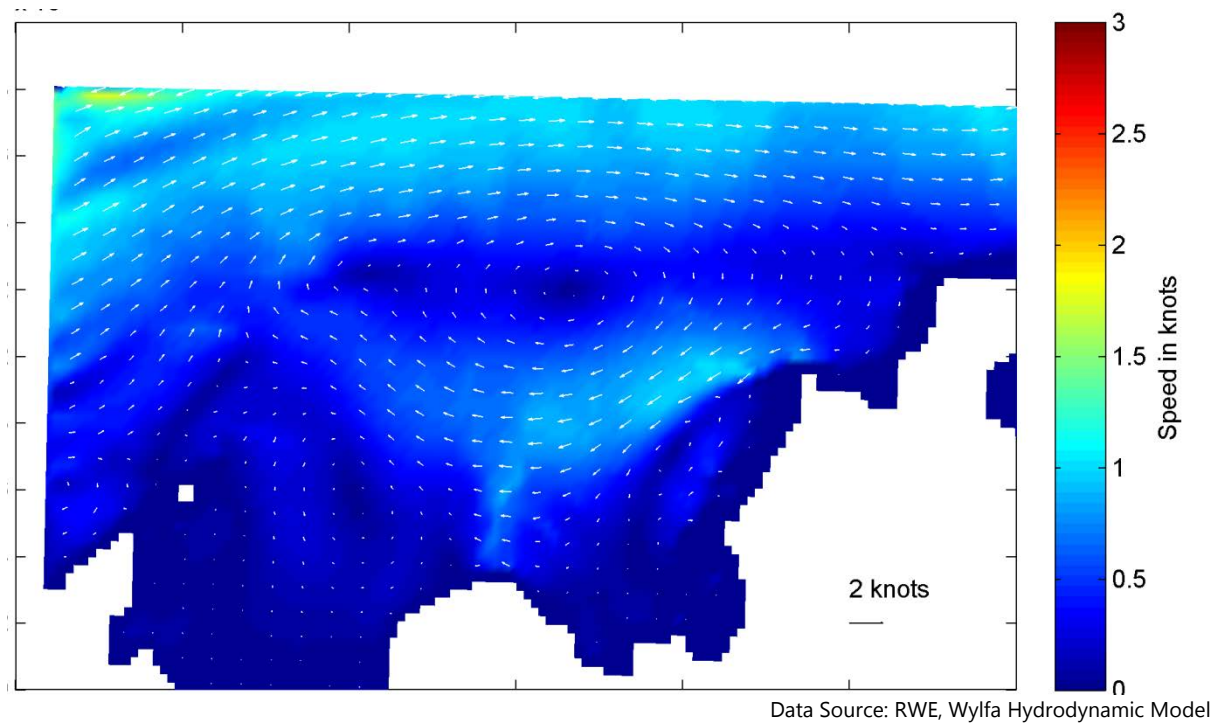 3
2.5
2
1.5
1
0.5
0
Speed in knots
2 knots
Data Source: RWE, Wylfa Hydrodynamic Model